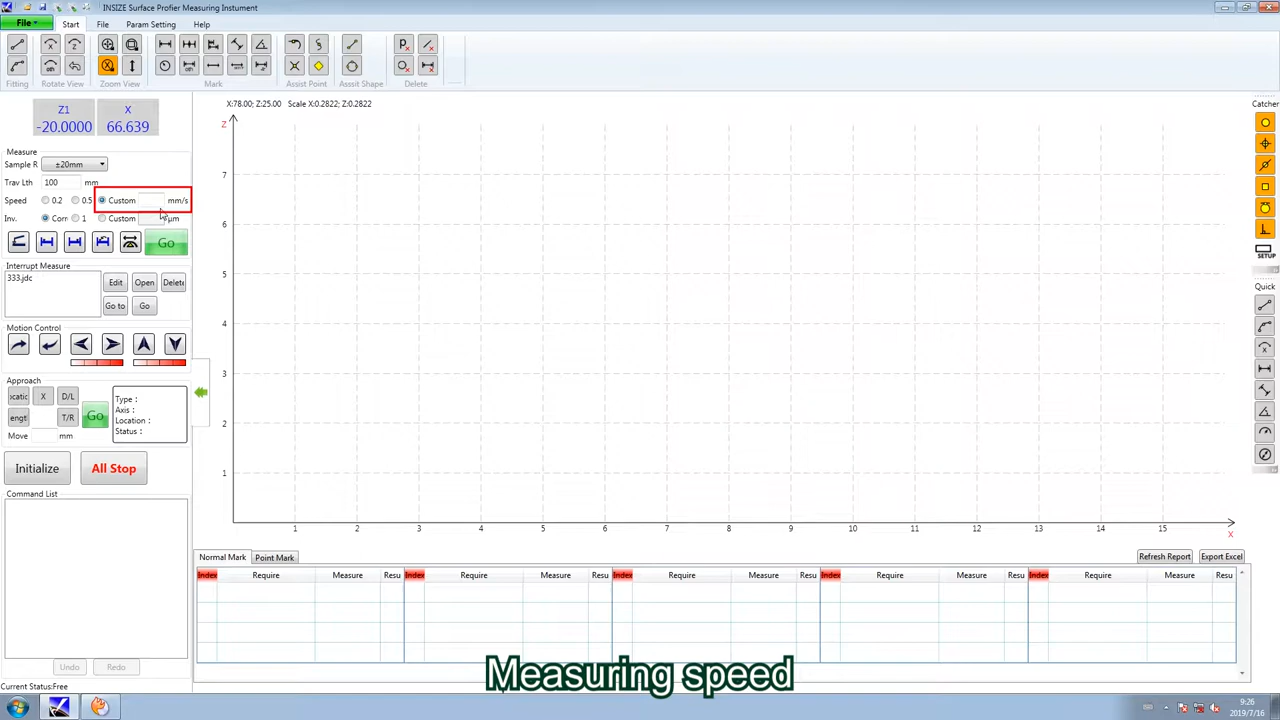 INSIZE Surface Profier Measuring Instument
File
Start
File
Param Setting
Help
Fitting
Rotate View
Zoom View
Mark
Assist Point
Asssit Shape
Delete
Z1
-20.0000
X
66.639
X:78.00; Z:25.00 Scale X:0.2822; Z:0.2822
Catcher
Measure
Sample R ±20mm
Trav Lth 100 mm
Speed 0.2 0.5 Custom mm/s
Inv. Corr 1 Custom µm
Go
Interrupt Measure
333.jdc
Edit Open Delete
Go to Go
Motion Control
Approach
X D/L
T/R
Go
Move mm
Type :
Axis :
Location :
Status :
Initialize
All Stop
Command List
Undo
Redo
Current Status:Free
Z
7
6
5
4
3
2
1
1 2 3 4 5 6 7 8 9 10 11 12 13 14 15
X
SETUP
Quick
Normal Mark
Point Mark
Refresh Report
Export Excel
Index Require Measure Resu Index Require Measure Resu Index Require Measure Resu Index Require Measure Resu Index Require Measure Resu
Measuring speed
9:26
2019/7/16